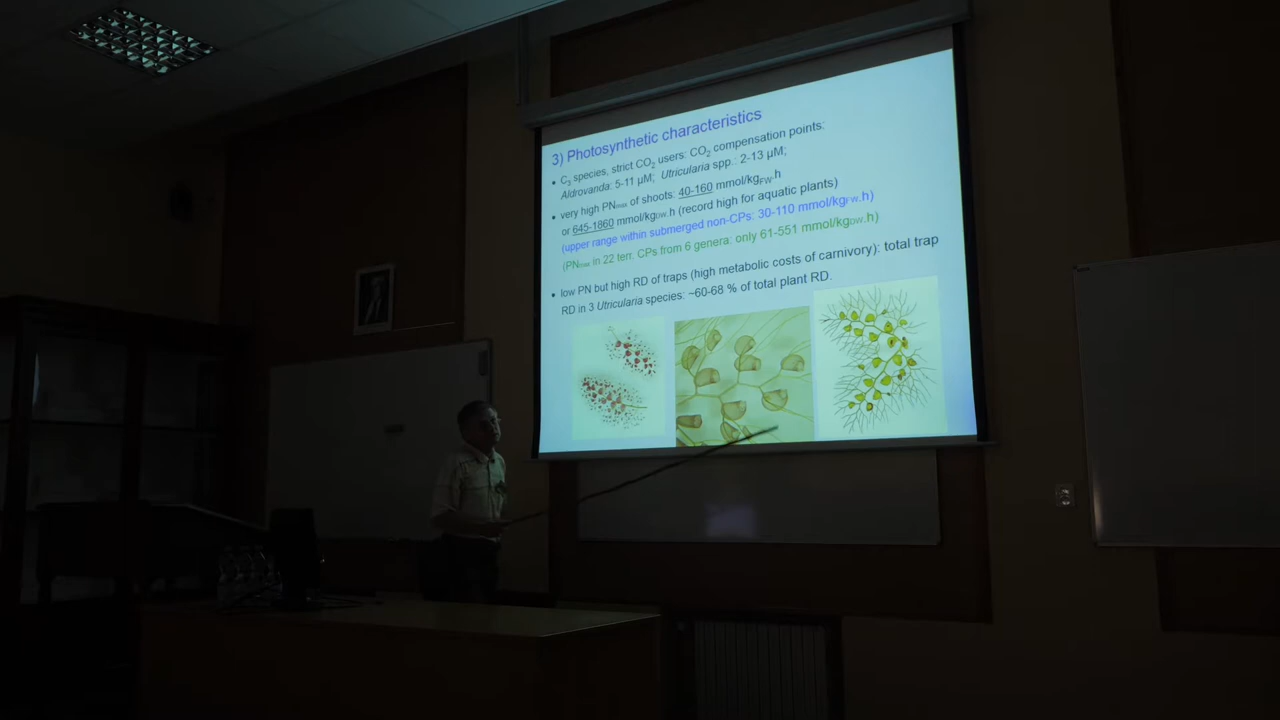 3) Photosynthetic characteristics
• C3 species, strict CO2 users: CO2 compensation points:
Aldrovanda: 5-11 µM; Utricularia spp.: 2-13 µM;
• very high PNmax of shoots: 40-160 mmol/kgFW.h
or 645-1860 mmol/kgDW.h (record high for aquatic plants)
(upper range within submerged non-CPs: 30-110 mmol/kgFW.h)
(PNmax in 22 terr. CPs from 6 genera: only 61-551 mmol/kgDW.h)
• low PN but high RD of traps (high metabolic costs of carnivory): total trap
RD in 3 Utricularia species: ~60-68 % of total plant RD.